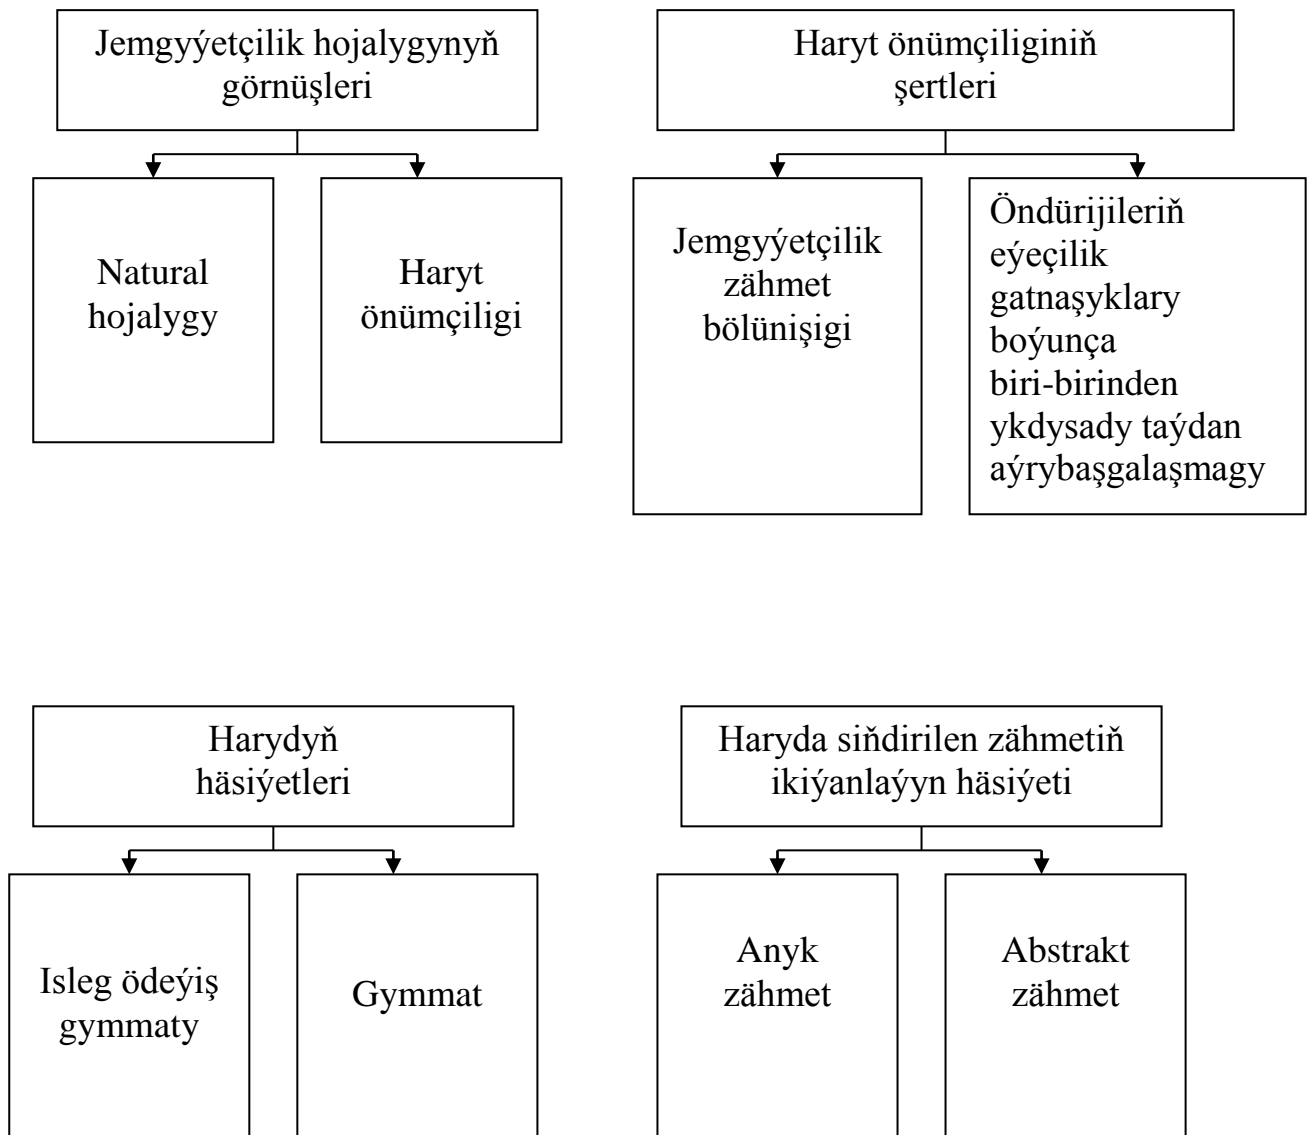 Jemgyýetçilik hojalygynyň
görnüşleri
Natural
hojalygy
Haryt
önümçiligi
Haryt önümçiliginiň
şertleri
Jemgyýetçilik
zähmet
bölünişigi
Öndürijileriň
eýeçilik
gatnaşyklary
boýunça
biri-birinden
ykdysady taýdan
aýrybaşgalaşmagy
Harydyň
häsiýetleri
Isleg ödeýiş
gymmaty
Gymmat
Haryda siňdirilen zähmetiň
ikiýanlaýyn häsiýeti
Anyk
zähmet
Abstrakt
zähmet